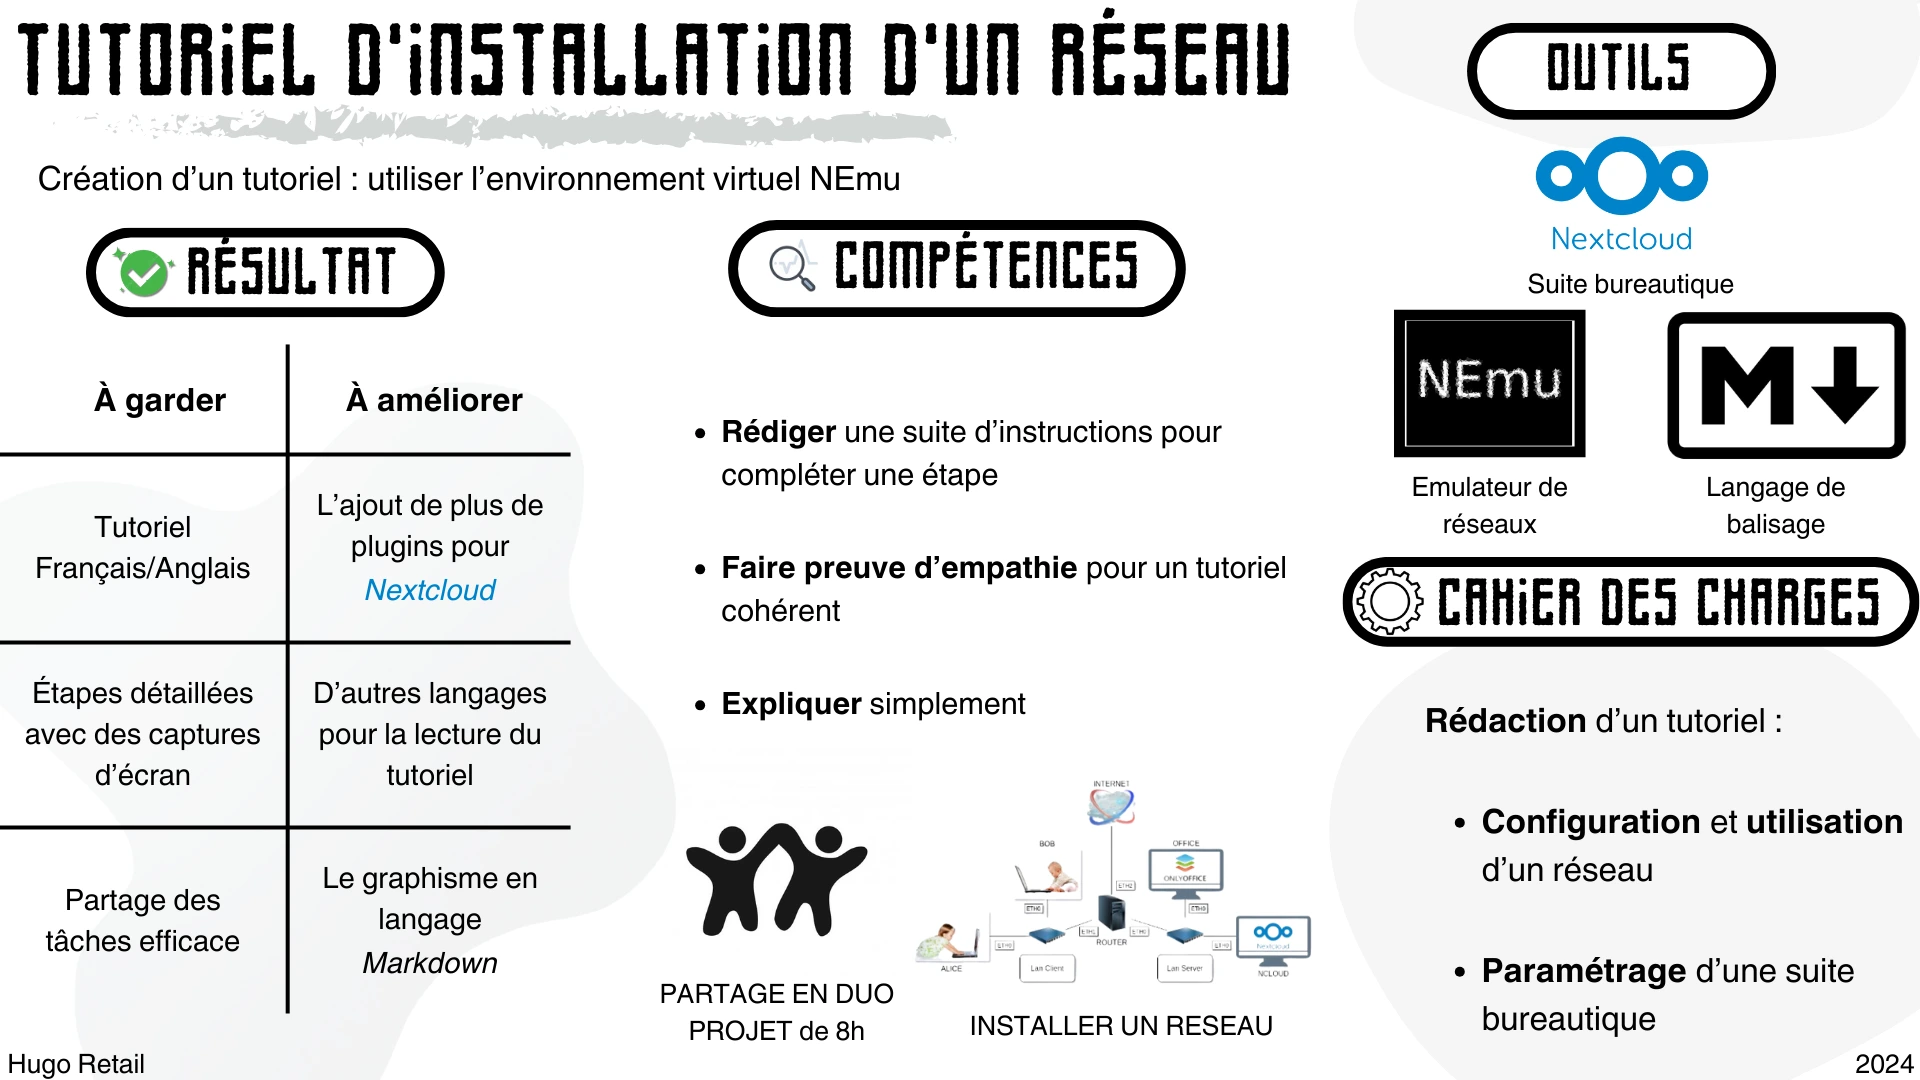 TUTORiEL D'iNSTALLATiON D'UN RÉSEAU
Création d’un tutoriel : utiliser l’environnement virtuel NEmu
RÉSULTAT
À garder
À améliorer
Tutoriel
Français/Anglais
L’ajout de plus de
plugins pour
Nextcloud
Étapes détaillées
avec des captures
d’écran
D’autres langages
pour la lecture du
tutoriel
Partage des
tâches efficace
Le graphisme en
langage
Markdown
COMPÉTENCES
Rédiger une suite d’instructions pour
compléter une étape
Faire preuve d’empathie pour un tutoriel
cohérent
Expliquer simplement
PARTAGE EN DUO
PROJET de 8h
INTERNET
BOB
OFFICE
ONLYOFFICE
ETH2
ETH0
ETH0
ETH1
ETH0
ROUTER
ETH0
ETH0
Nextcloud
ALICE
Lan Client
Lan Server
NCLOUD
INSTALLER UN RESEAU
OUTILS
Nextcloud
Suite bureautique
NEmu
M
Emulateur de
réseaux
Langage de
balisage
CAHiER DES CHARGES
Rédaction d’un tutoriel :
Configuration et utilisation
d’un réseau
Paramétrage d’une suite
bureautique
Hugo Retail
2024